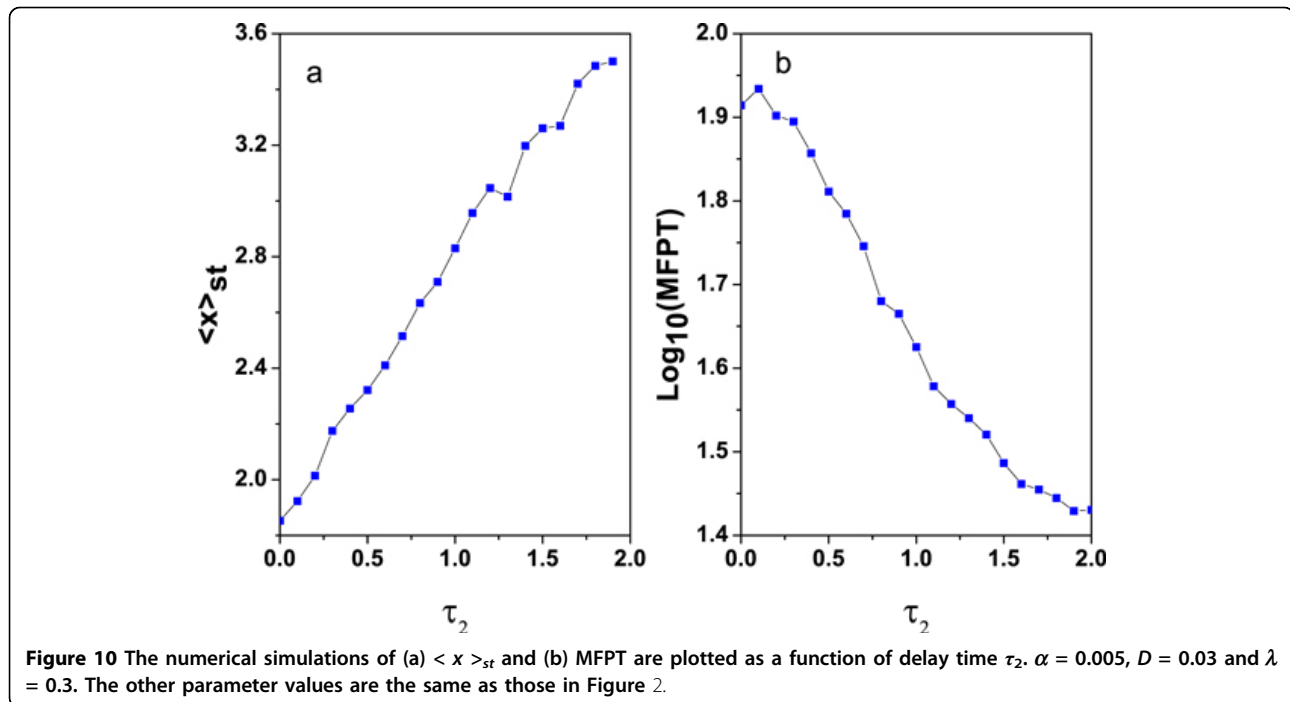 a
3.6
3.2
2.8
2.4
2.0
<x>st
0.0 0.5 1.0 1.5 2.0
τ2
b
2.0
1.9
1.8
1.7
1.6
1.5
1.4
Log10(MFPT)
0.0 0.5 1.0 1.5 2.0
τ2
Figure 10 The numerical simulations of (a) < x >st and (b) MFPT are plotted as a function of delay time τ2. α = 0.005, D = 0.03 and λ
= 0.3. The other parameter values are the same as those in Figure 2.